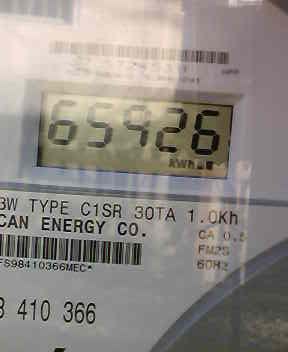 65926
kWh
3W TYPE C1SR 30TA 1.0Kh
CAN ENERGY CO.
CA 0.5
FM2S
60Hz
FS98410366MEC*
8 410 366